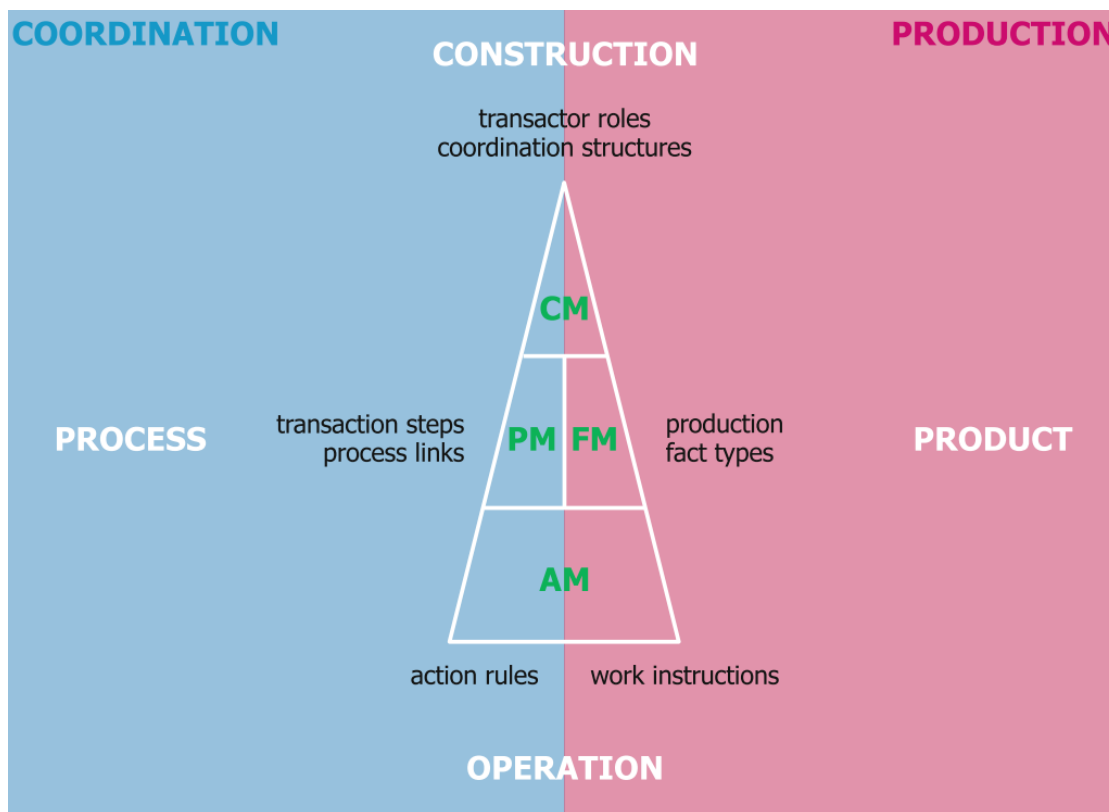 COORDINATION
PRODUCTION
CONSTRUCTION
transactor roles
coordination structures
CM
PROCESS
transaction steps
process links
PM
FM
production
fact types
PRODUCT
AM
action rules
work instructions
OPERATION